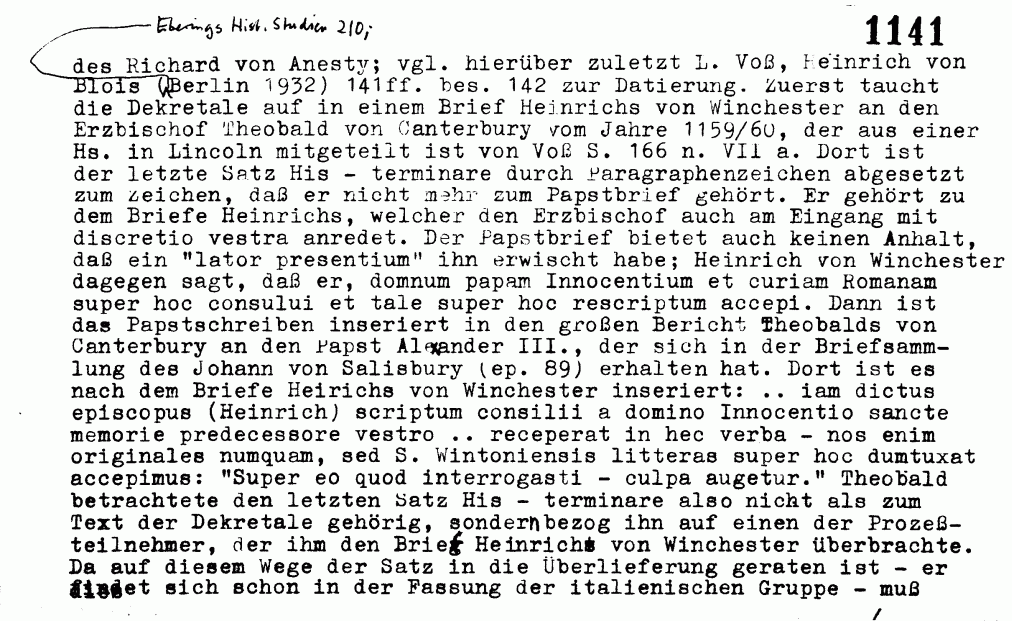 Eberings Hist. Studien 210;
1141
des Richard von Anesty; vgl. hierüber zuletzt L. Voß, Heinrich von
Blois (Berlin 1932) 141ff. bes. 142 zur Datierung. Zuerst taucht
die Dekretale auf in einem Brief Heinrichs von Winchester an den
Erzbischof Theobald von Canterbury vom Jahre 1159/60, der aus einer
Hs. in Lincoln mitgeteilt ist von Voß S. 166 n. VII a. Dort ist
der letzte Satz His - terminare durch Paragraphenzeichen abgesetzt
zum Zeichen, daß er nicht mehr zum Papstbrief gehört. Er gehört zu
dem Briefe Heinrichs, welcher den Erzbischof auch am Eingang mit
discretio vestra anredet. Der Papstbrief bietet auch keinen Anhalt,
daß ein "lator presentium" ihn erwischt habe; Heinrich von Winchester
dagegen sagt, daß er, domnum papam Innocentium et curiam Romanam
super hoc consului et tale super hoc rescriptum accepi. Dann ist
das Papstschreiben inseriert in den großen Bericht Theobalds von
Canterbury an den Papst Alexander III., der sich in der Briefsamm-
lung des Johann von Salisbury (ep. 89) erhalten hat. Dort ist es
nach dem Briefe Heirichs von Winchester inseriert: .. iam dictus
episcopus (Heinrich) scriptum consilii a domino Innocentio sancte
memorie predecessore vestro .. receperat in hec verba - nos enim
originales numquam, sed S. Wintoniensis litteras super hoc dumtuxat
accepimus: "Super eo quod interrogasti - culpa augetur." Theobald
betrachtete den letzten Satz His - terminare also nicht als zum
Text der Dekretale gehörig, sondern bezog ihn auf einen der Prozeß-
teilnehmer, der ihm den Brief Heinrichs von Winchester überbrachte.
Da auf diesem Wege der Satz in die Überlieferung geraten ist - er
findet sich schon in der Fassung der italienischen Gruppe - muß